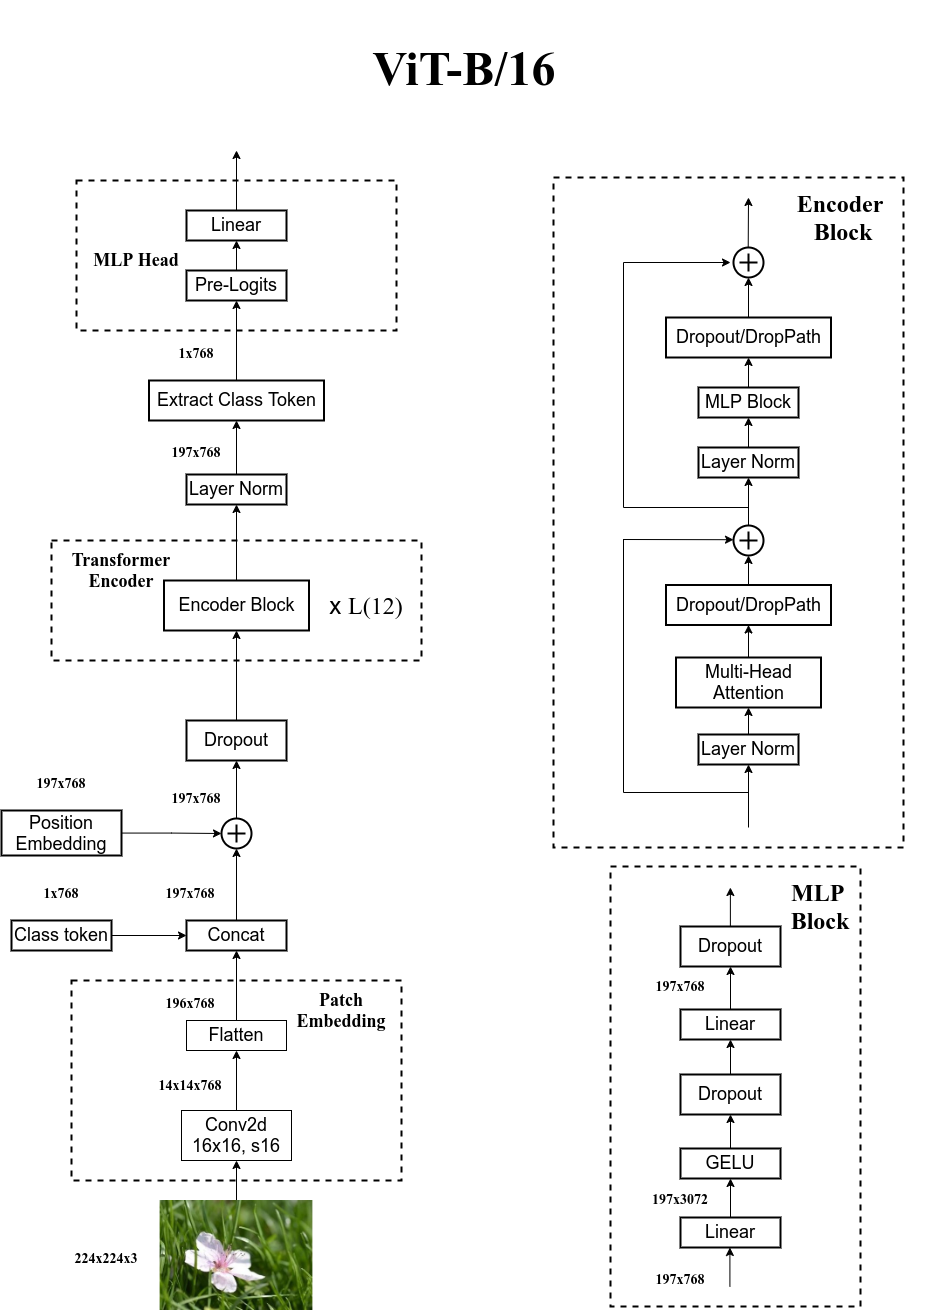 ViT-B/16
Linear
MLP Head
Pre-Logits
1x768
Extract Class Token
197x768
Layer Norm
Transformer
Encoder
Encoder Block
x L(12)
Dropout
197x768
197x768
Position
Embedding
1x768
197x768
Class token
Concat
196x768
Patch
Embedding
Flatten
14x14x768
Conv2d
16x16, s16
224x224x3
Encoder
Block
Dropout/DropPath
MLP Block
Layer Norm
Dropout/DropPath
Multi-Head
Attention
Layer Norm
MLP
Block
Dropout
197x768
Linear
Dropout
GELU
197x3072
Linear
197x768